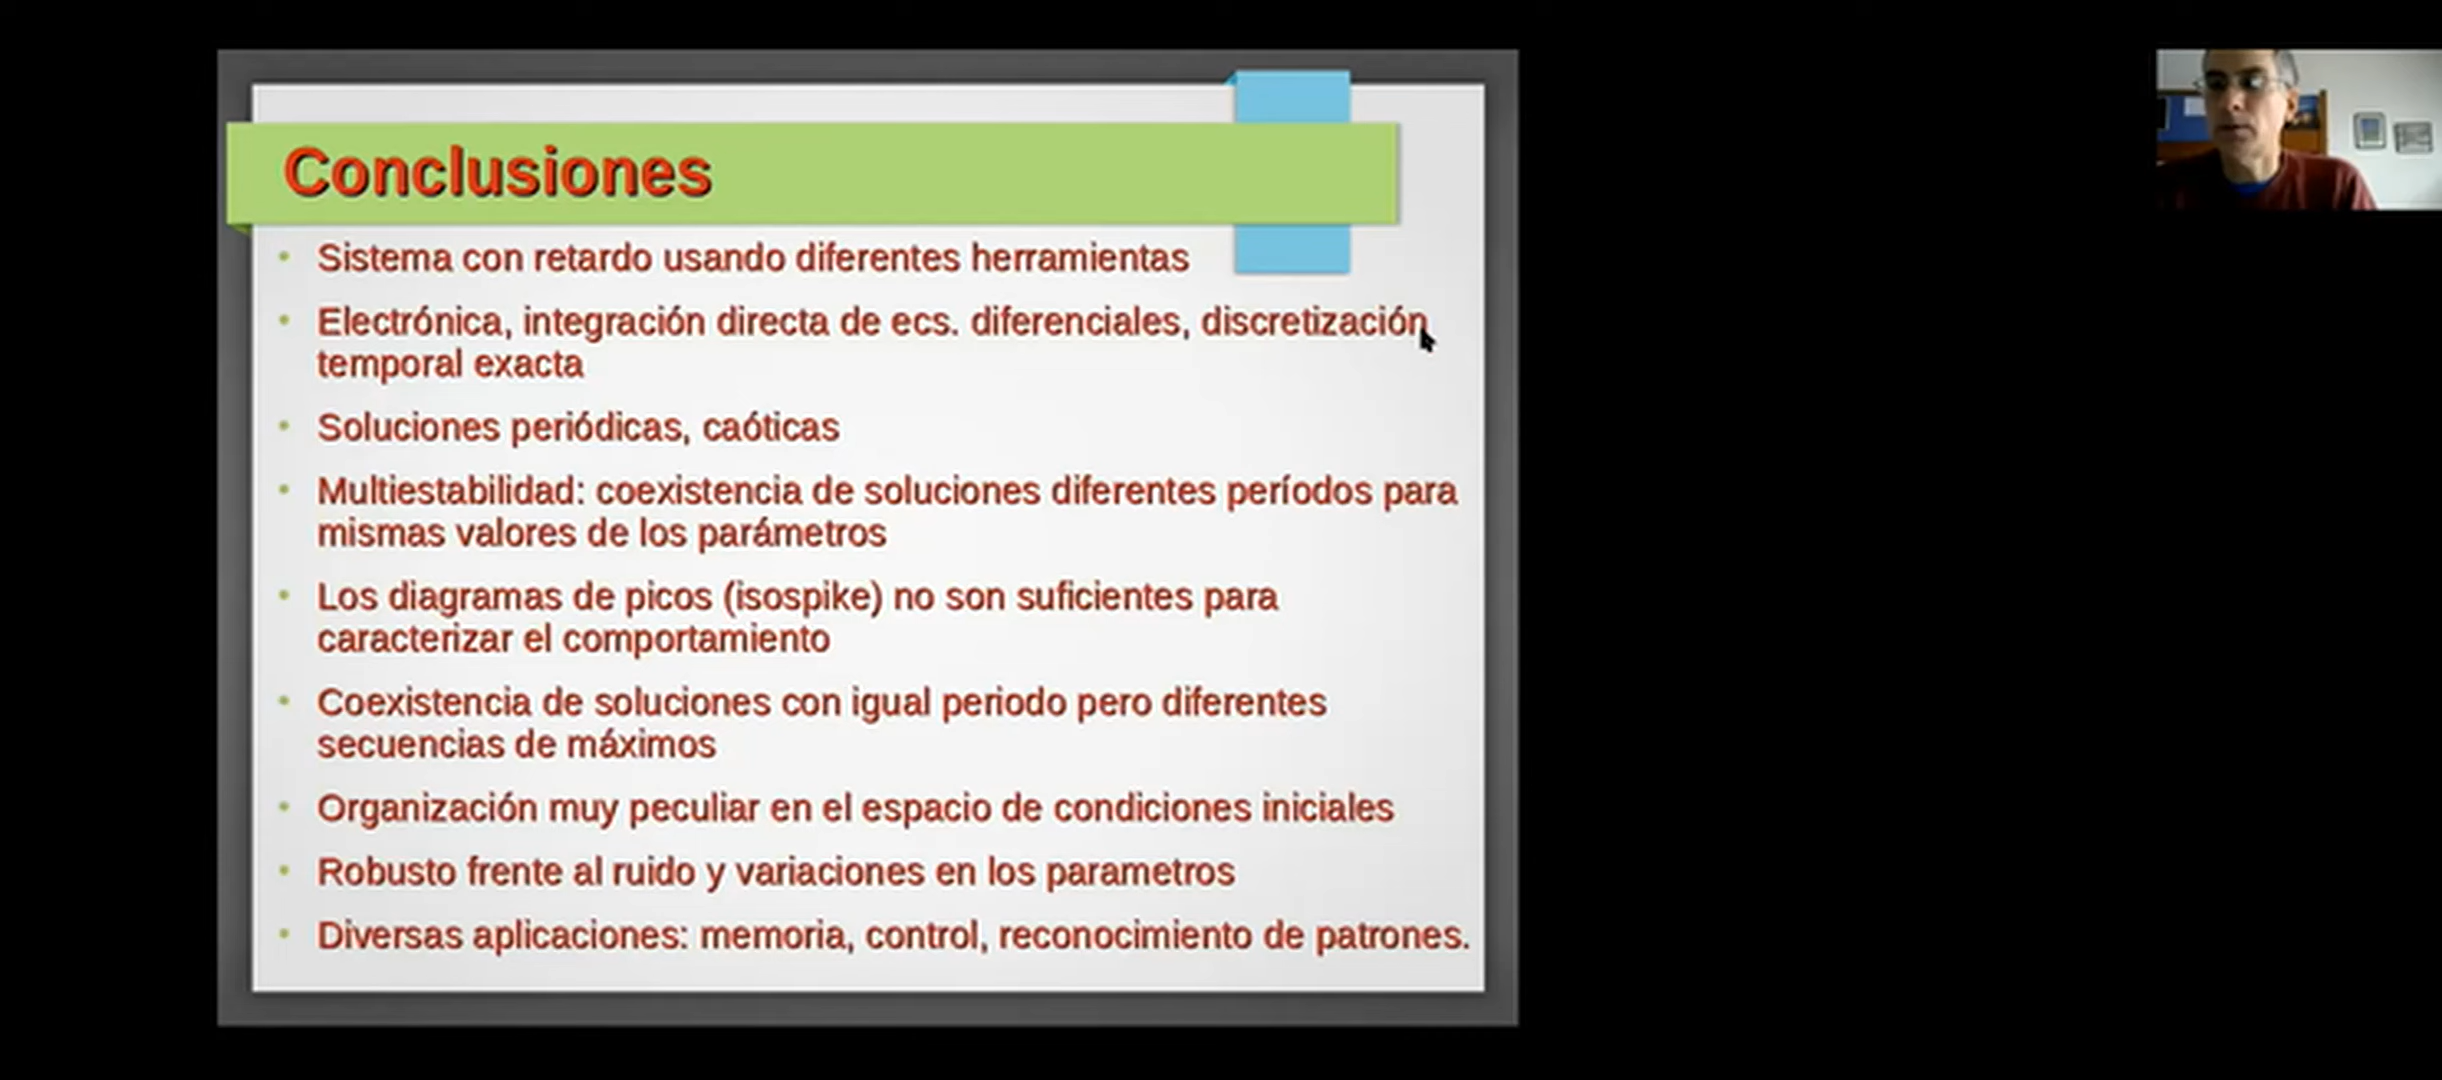 Conclusiones
Sistema con retardo usando diferentes herramientas
Electrónica, integración directa de ecs. diferenciales, discretización
temporal exacta
Soluciones periódicas, caóticas
Multiestabilidad: coexistencia de soluciones diferentes períodos para
mismas valores de los parámetros
Los diagramas de picos (isospike) no son suficientes para
caracterizar el comportamiento
Coexistencia de soluciones con igual periodo pero diferentes
secuencias de máximos
Organización muy peculiar en el espacio de condiciones iniciales
Robusto frente al ruido y variaciones en los parametros
Diversas aplicaciones: memoria, control, reconocimiento de patrones.